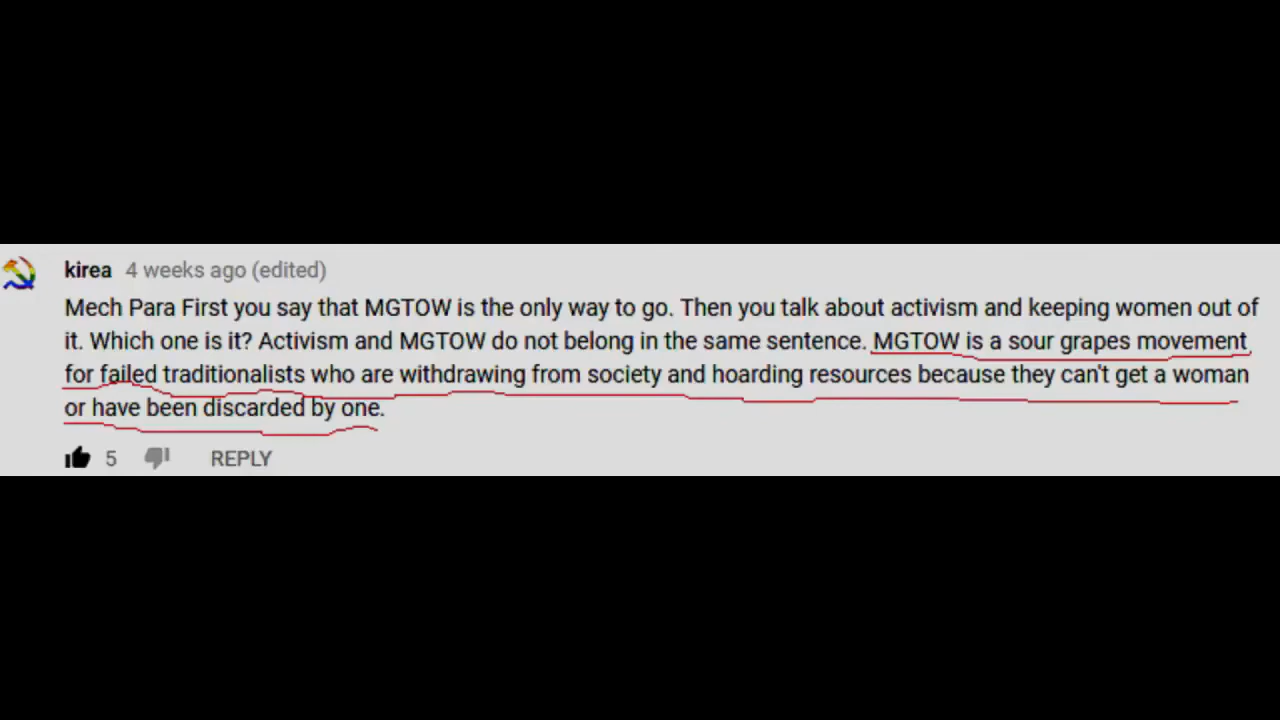 kirea 4 weeks ago (edited)
Mech Para First you say that MGTOW is the only way to go. Then you talk about activism and keeping women out of
it. Which one is it? Activism and MGTOW do not belong in the same sentence. MGTOW is a sour grapes movement
for failed traditionalists who are withdrawing from society and hoarding resources because they can't get a woman
or have been discarded by one.
5 REPLY